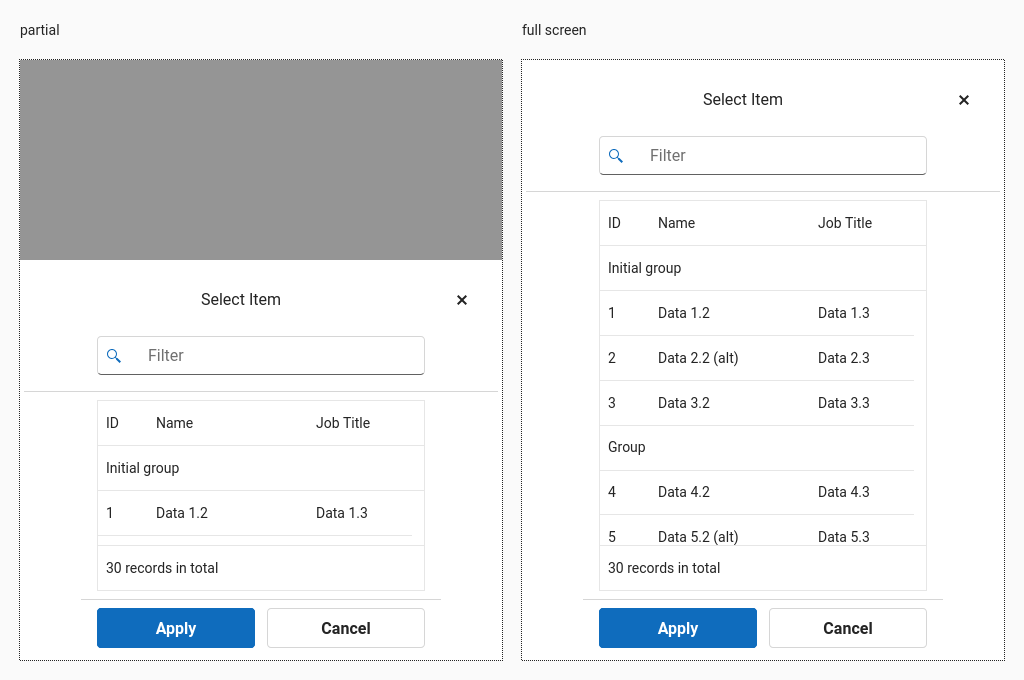 partial
Select Item ×
Filter
ID Name Job Title
Initial group
1 Data 1.2 Data 1.3
30 records in total
Apply Cancel
full screen
Select Item ×
Filter
ID Name Job Title
Initial group
1 Data 1.2 Data 1.3
2 Data 2.2 (alt) Data 2.3
3 Data 3.2 Data 3.3
Group
4 Data 4.2 Data 4.3
5 Data 5.2 (alt) Data 5.3
30 records in total
Apply Cancel